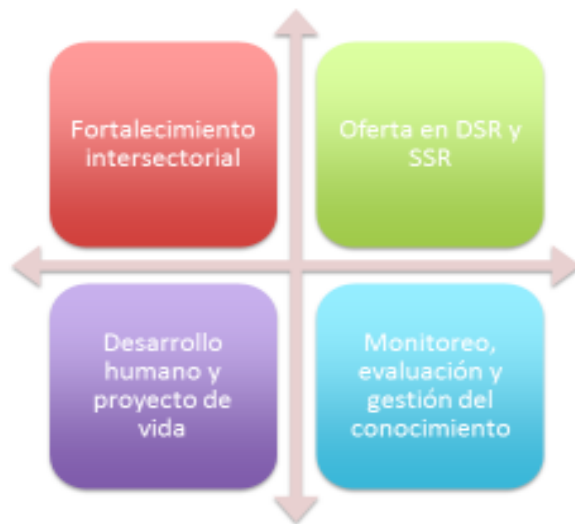 Fortalecimiento
intersectorial
Oferta en DSR y
SSR
Desarrollo
humano y
proyecto de
vida
Monitoreo,
evaluación y
gestión del
conocimiento